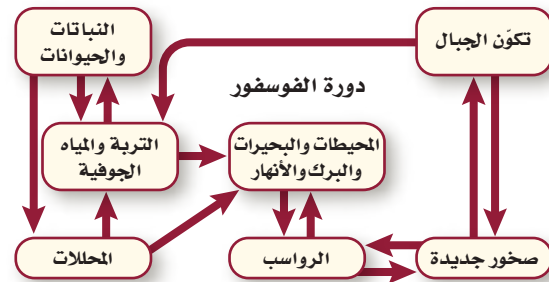 تكوّن الجبال
النباتات
والحيوانات
دورة الفوسفور
المحيطات والبحيرات
والبرك والأنهار
التربة والمياه
الجوفية
صخور جديدة
الرواسب
المحللات